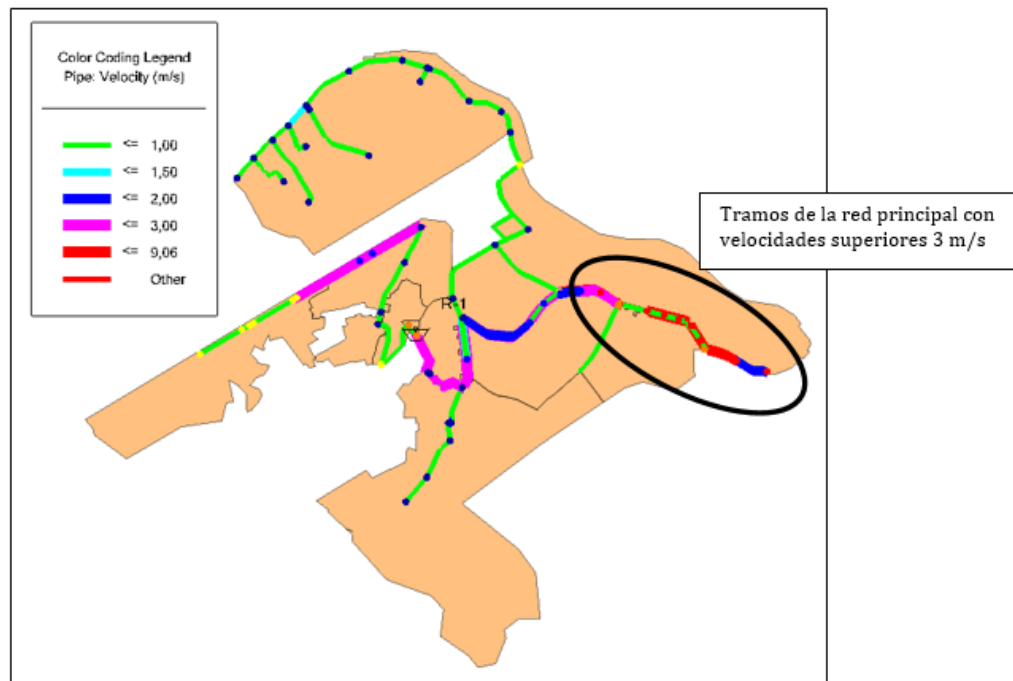 Color Coding Legend
Pipe: Velocity (m/s)
<= 1,00
<= 1,50
<= 2,00
<= 3,00
<= 9,06
Other
Tramos de la red principal con
velocidades superiores 3 m/s
R-1